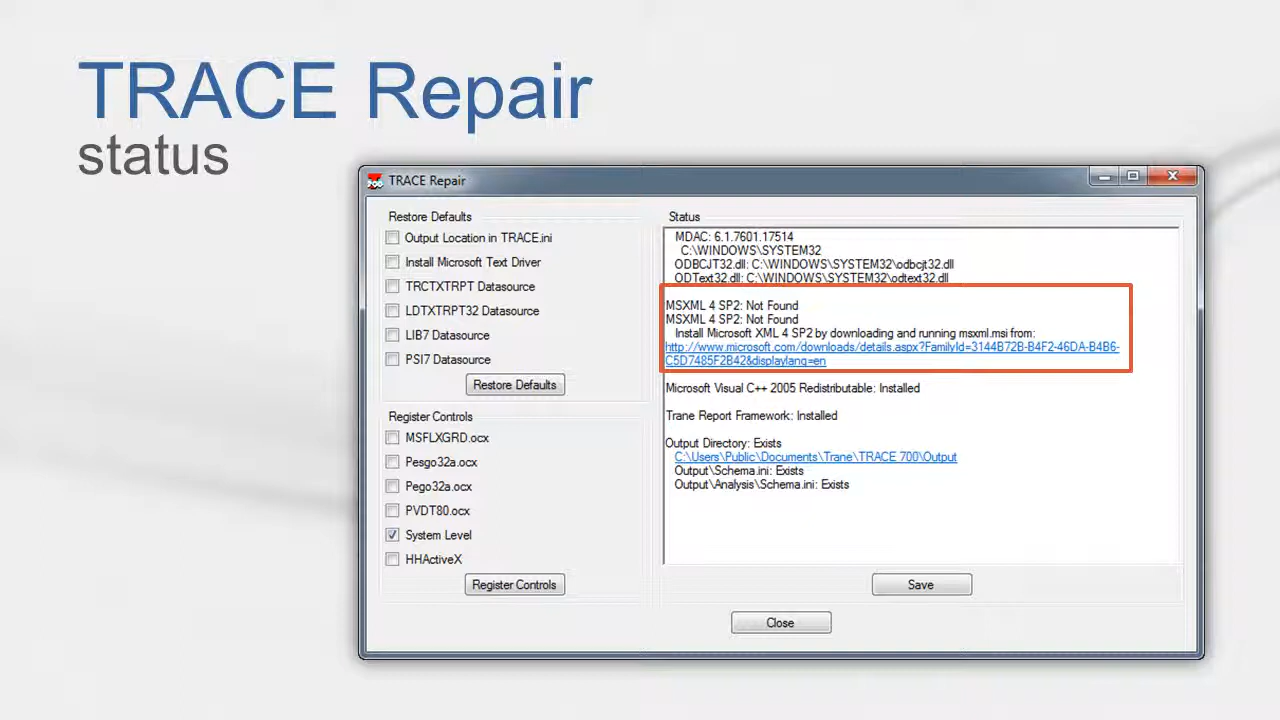 TRACE Repair
status
TRACE Repair
Restore Defaults
Output Location in TRACE.ini
Install Microsoft Text Driver
TRCTXTRPT Datasource
LDTXTRPT32 Datasource
LIB7 Datasource
PSI7 Datasource
Restore Defaults
Register Controls
MSFLXGRD.ocx
Pesgo32a.ocx
Pego32a.ocx
PVDT80.ocx
System Level
HHActiveX
Register Controls
Status
MDAC: 6.1.7601.17514
C:\WINDOWS\SYSTEM32
ODBCJT32.dll: C:\WINDOWS\SYSTEM32\odbcjt32.dll
ODText32.dll: C:\WINDOWS\SYSTEM32\odtext32.dll
MSXML 4 SP2: Not Found
MSXML 4 SP2: Not Found
Install Microsoft XML 4 SP2 by downloading and running msxml.msi from:
http://www.microsoft.com/downloads/details.aspx?FamilyId=3144B72B-B4F2-46DA-B4B6-
C5D7485F2B42&displaylang=en
Microsoft Visual C++ 2005 Redistributable: Installed
Trane Report Framework: Installed
Output Directory: Exists
C:\Users\Public\Documents\Trane\TRACE 700\Output
Output\Schema.ini: Exists
Output\Analysis\Schema.ini: Exists
Save
Close